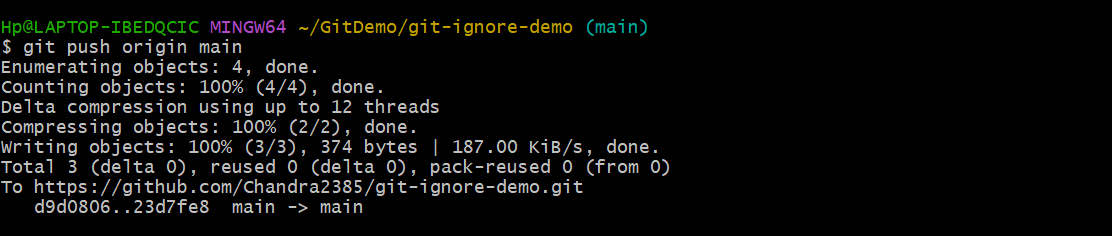 Hp@LAPTOP-IBEDQCIC MINGW64 ~/GitDemo/git-ignore-demo (main)
$ git push origin main
Enumerating objects: 4, done.
Counting objects: 100% (4/4), done.
Delta compression using up to 12 threads
Compressing objects: 100% (2/2), done.
Writing objects: 100% (3/3), 374 bytes | 187.00 KiB/s, done.
Total 3 (delta 0), reused 0 (delta 0), pack-reused 0 (from 0)
To https://github.com/Chandra2385/git-ignore-demo.git
   d9d0806..23d7fe8  main -> main